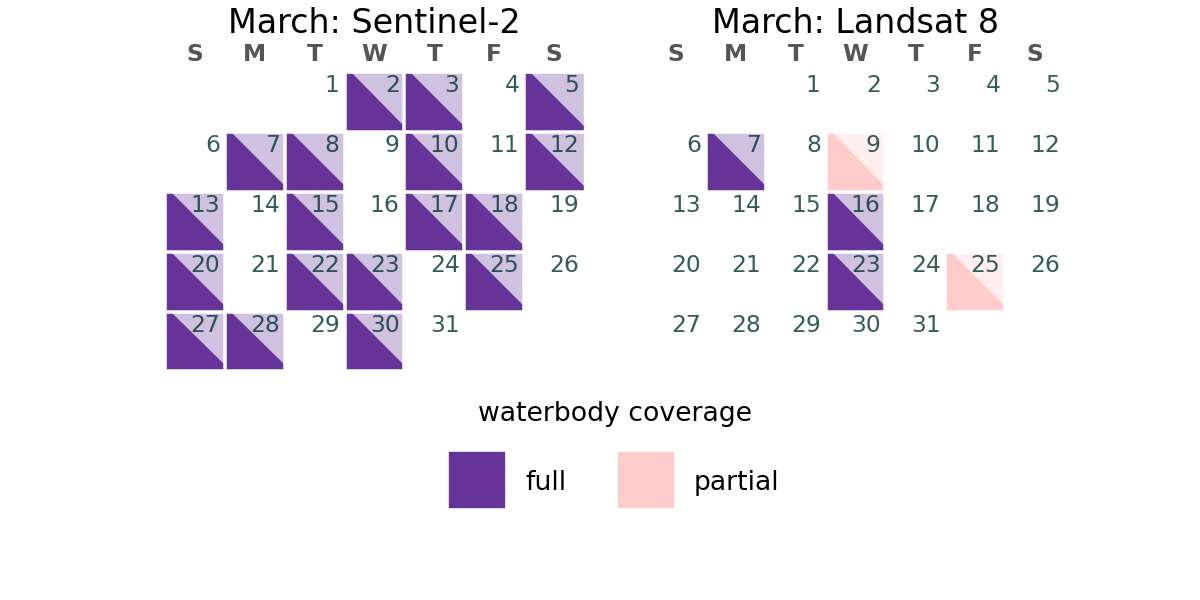 March: Sentinel-2
S M T W T F S
1 2 3 4 5
6 7 8 9 10 11 12
13 14 15 16 17 18 19
20 21 22 23 24 25 26
27 28 29 30 31
March: Landsat 8
S M T W T F S
1 2 3 4 5
6 7 8 9 10 11 12
13 14 15 16 17 18 19
20 21 22 23 24 25 26
27 28 29 30 31
waterbody coverage
full
partial